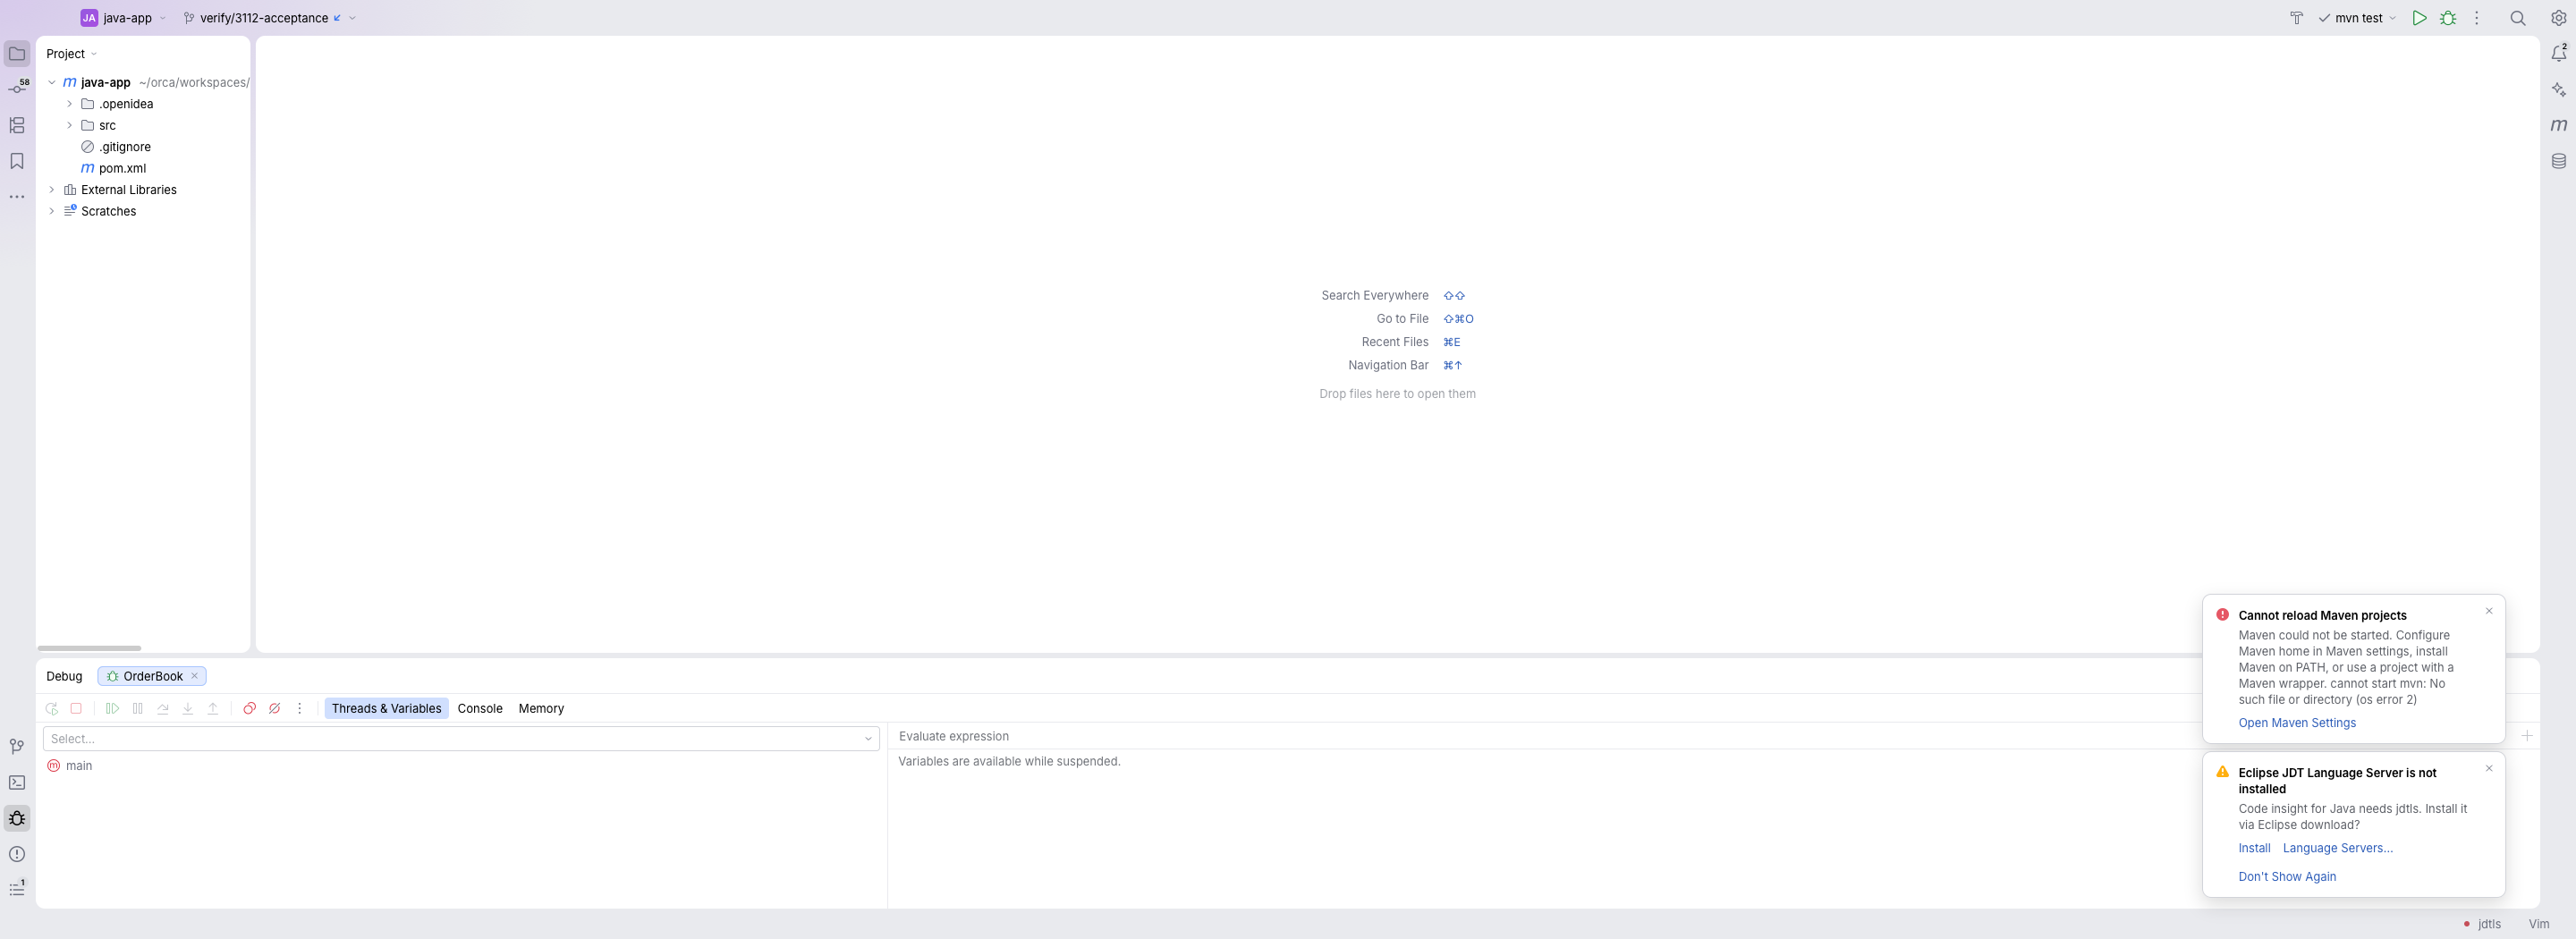 JA java-app verify/3112-acceptance mvn test
Project
58
2
java-app ~/orca/workspaces/
.openidea
src
.gitignore
pom.xml
External Libraries
Scratches
Search Everywhere ⇧⇧
Go to File ⇧⌘O
Recent Files ⌘E
Navigation Bar ⌘↑
Drop files here to open them
Cannot reload Maven projects
Maven could not be started. Configure
Maven home in Maven settings, install
Maven on PATH, or use a project with a
Maven wrapper. cannot start mvn: No
such file or directory (os error 2)
Open Maven Settings
Debug OrderBook
Threads & Variables Console Memory
Select...
Evaluate expression
main
Variables are available while suspended.
Eclipse JDT Language Server is not
installed
Code insight for Java needs jdtls. Install it
via Eclipse download?
Install Language Servers...
Don't Show Again
1
jdtls Vim